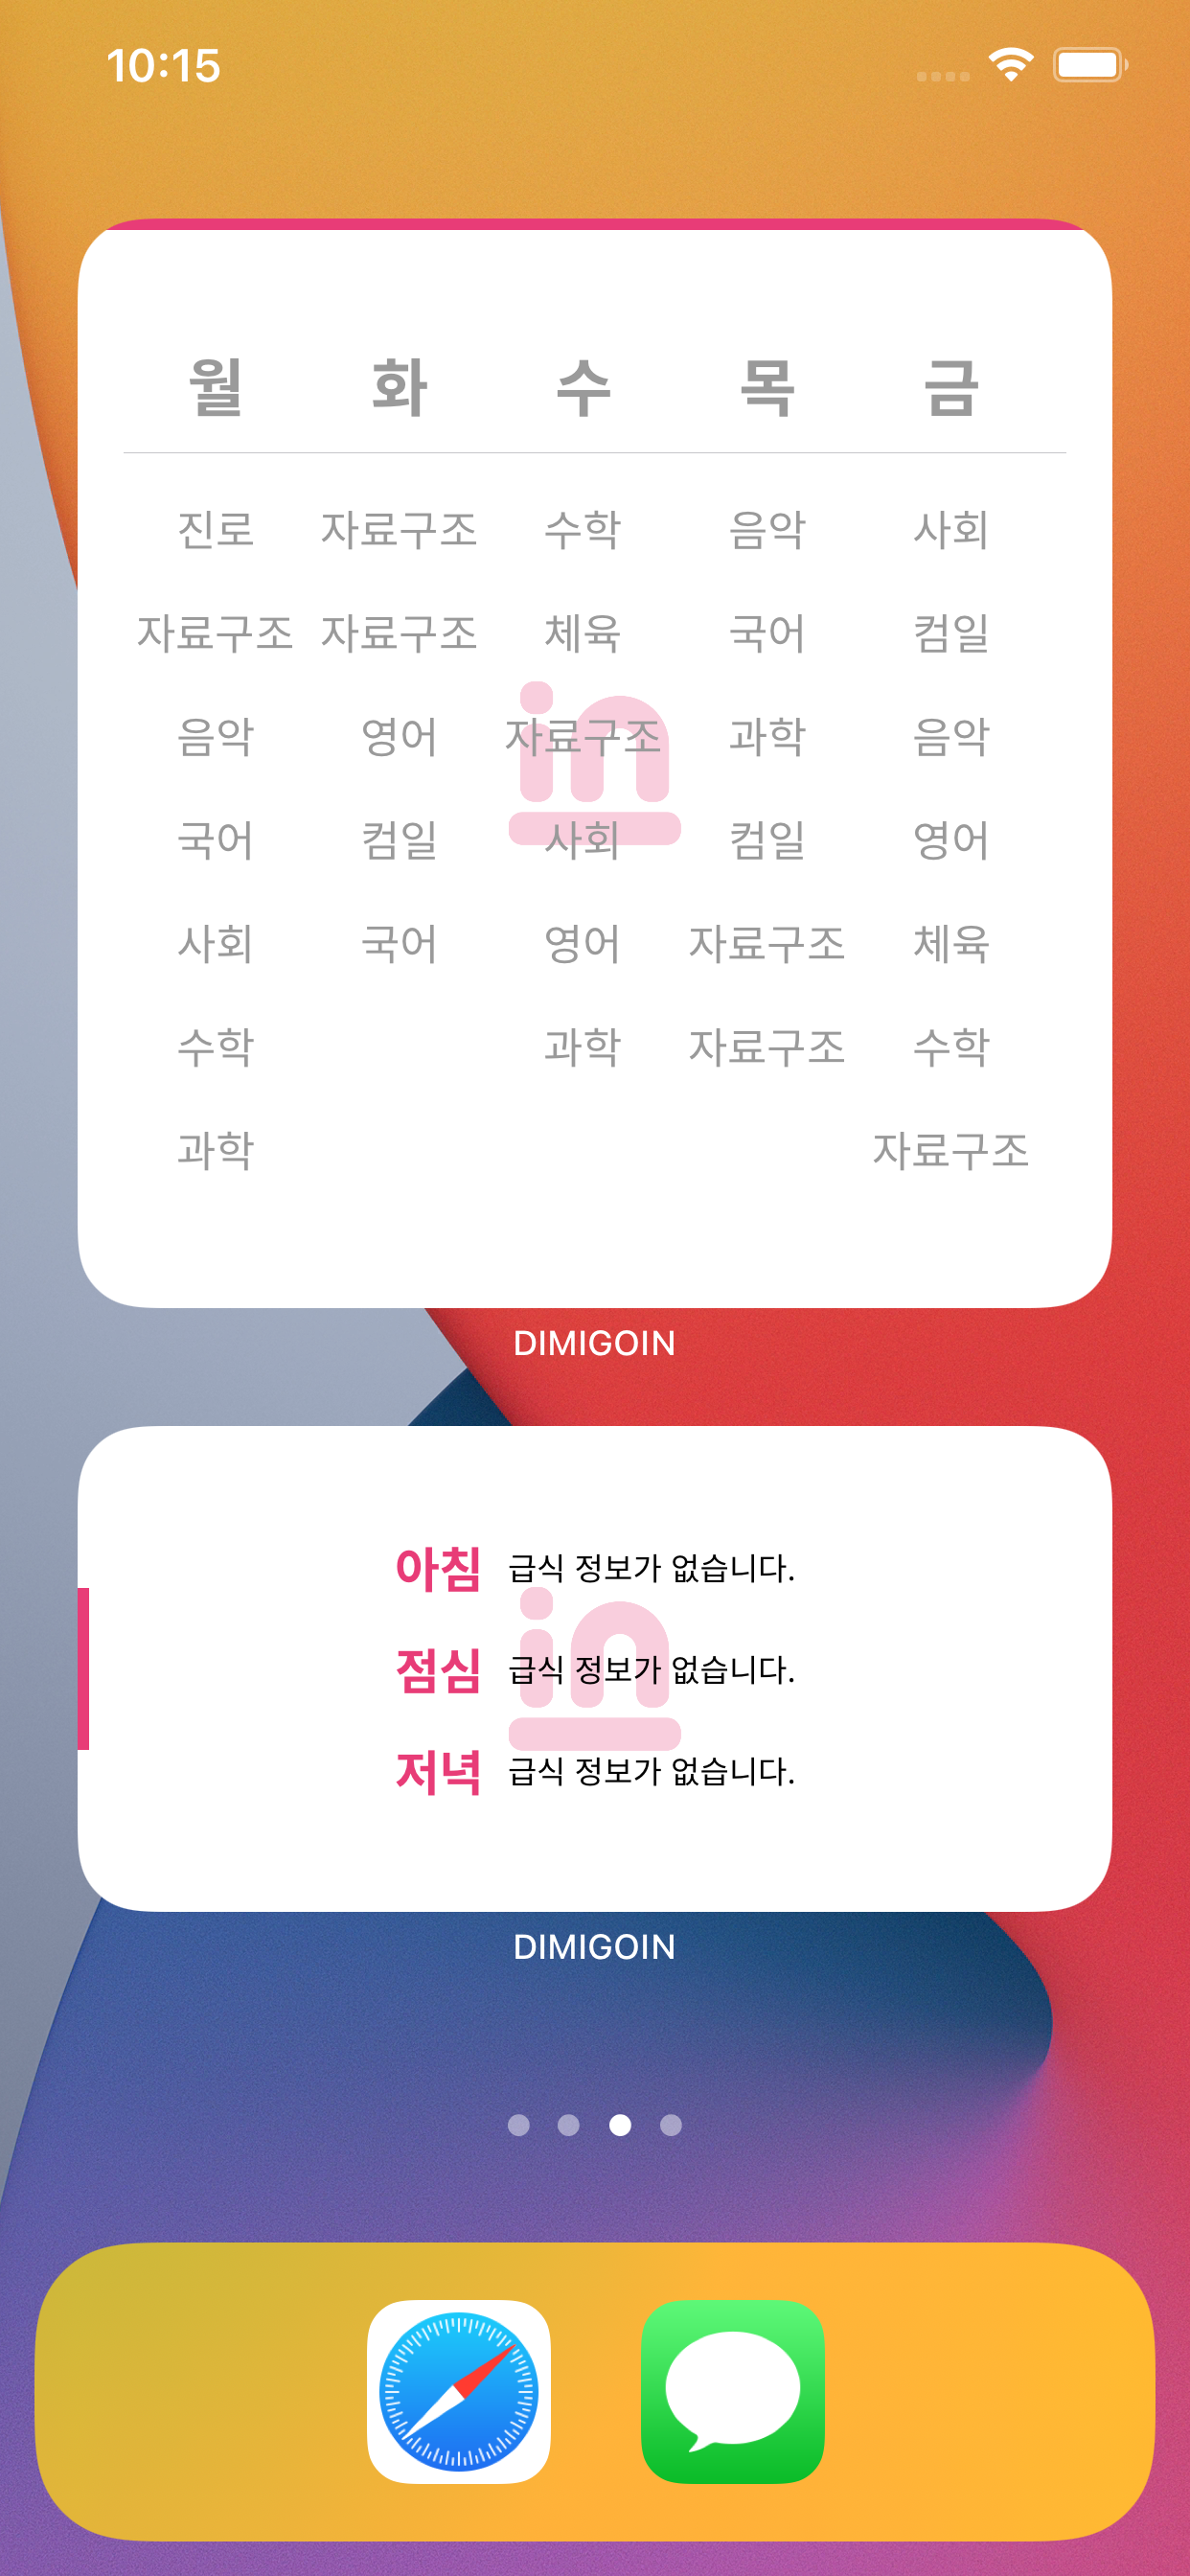 10:15
월 화 수 목 금
진로 자료구조 수학 음악 사회
자료구조 자료구조 체육 국어 컴일
음악 영어 자료구조 과학 음악
국어 컴일 사회 컴일 영어
사회 국어 영어 자료구조 체육
수학 과학 자료구조 수학
과학 자료구조
in
DIMIGOIN
아침 급식 정보가 없습니다.
점심 급식 정보가 없습니다.
저녁 급식 정보가 없습니다.
in
DIMIGOIN